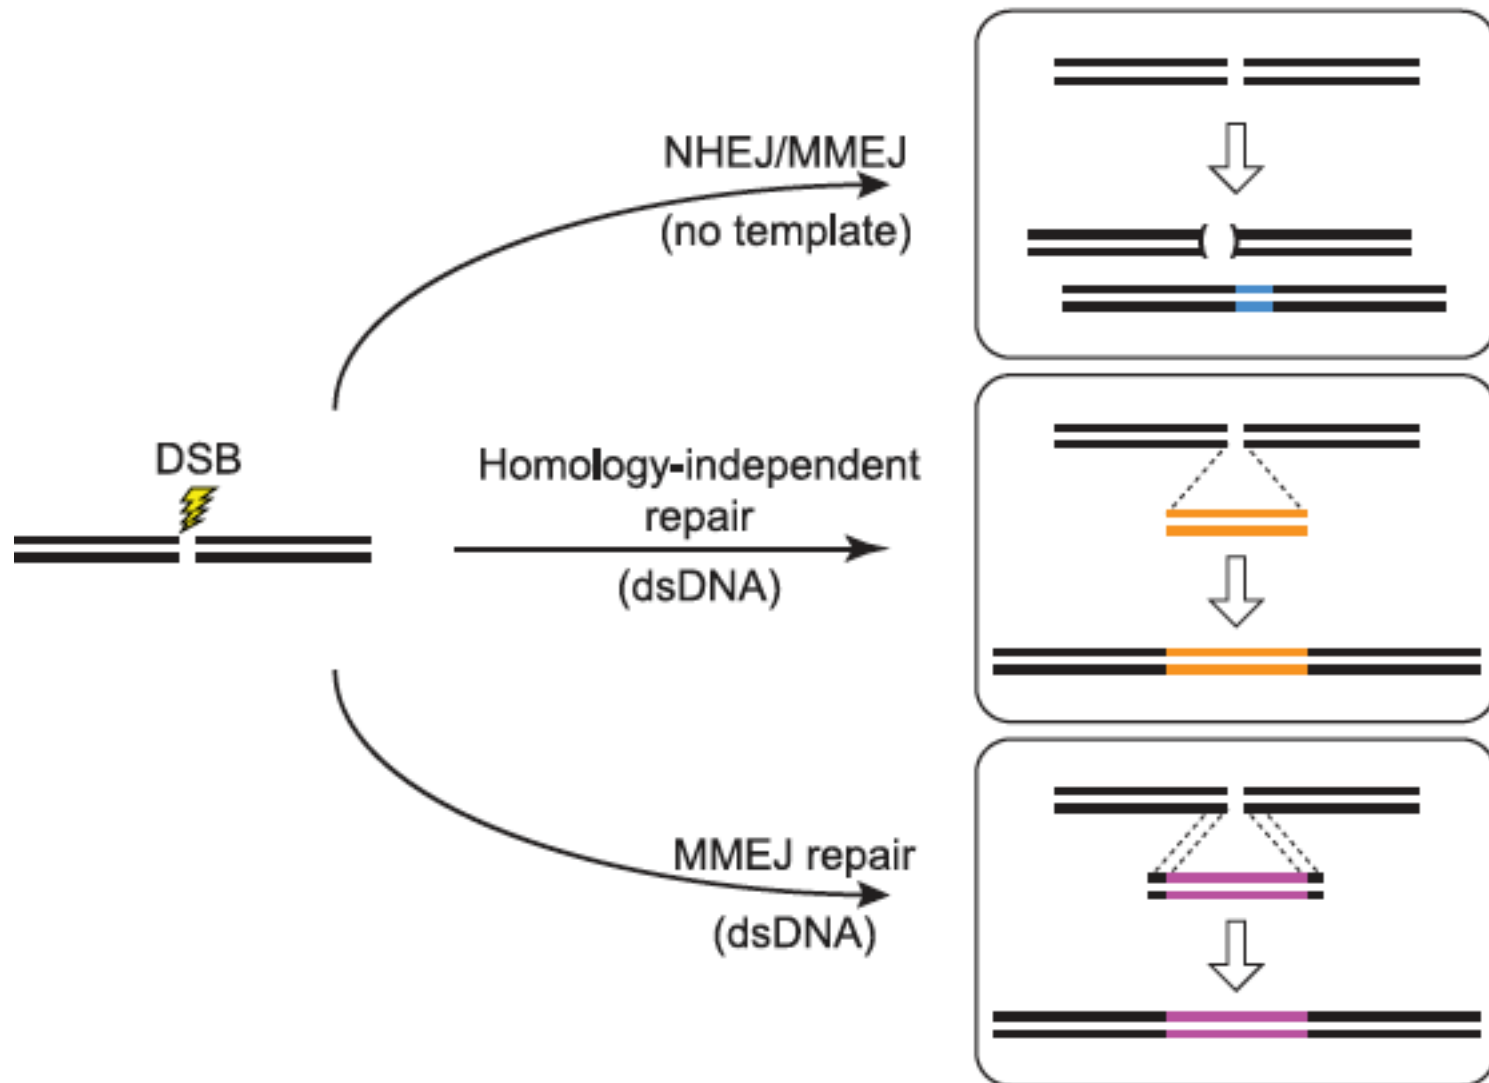 NHEJ/MMEJ
(no template)
DSB
Homology-independent
repair
(dsDNA)
MMEJ repair
(dsDNA)